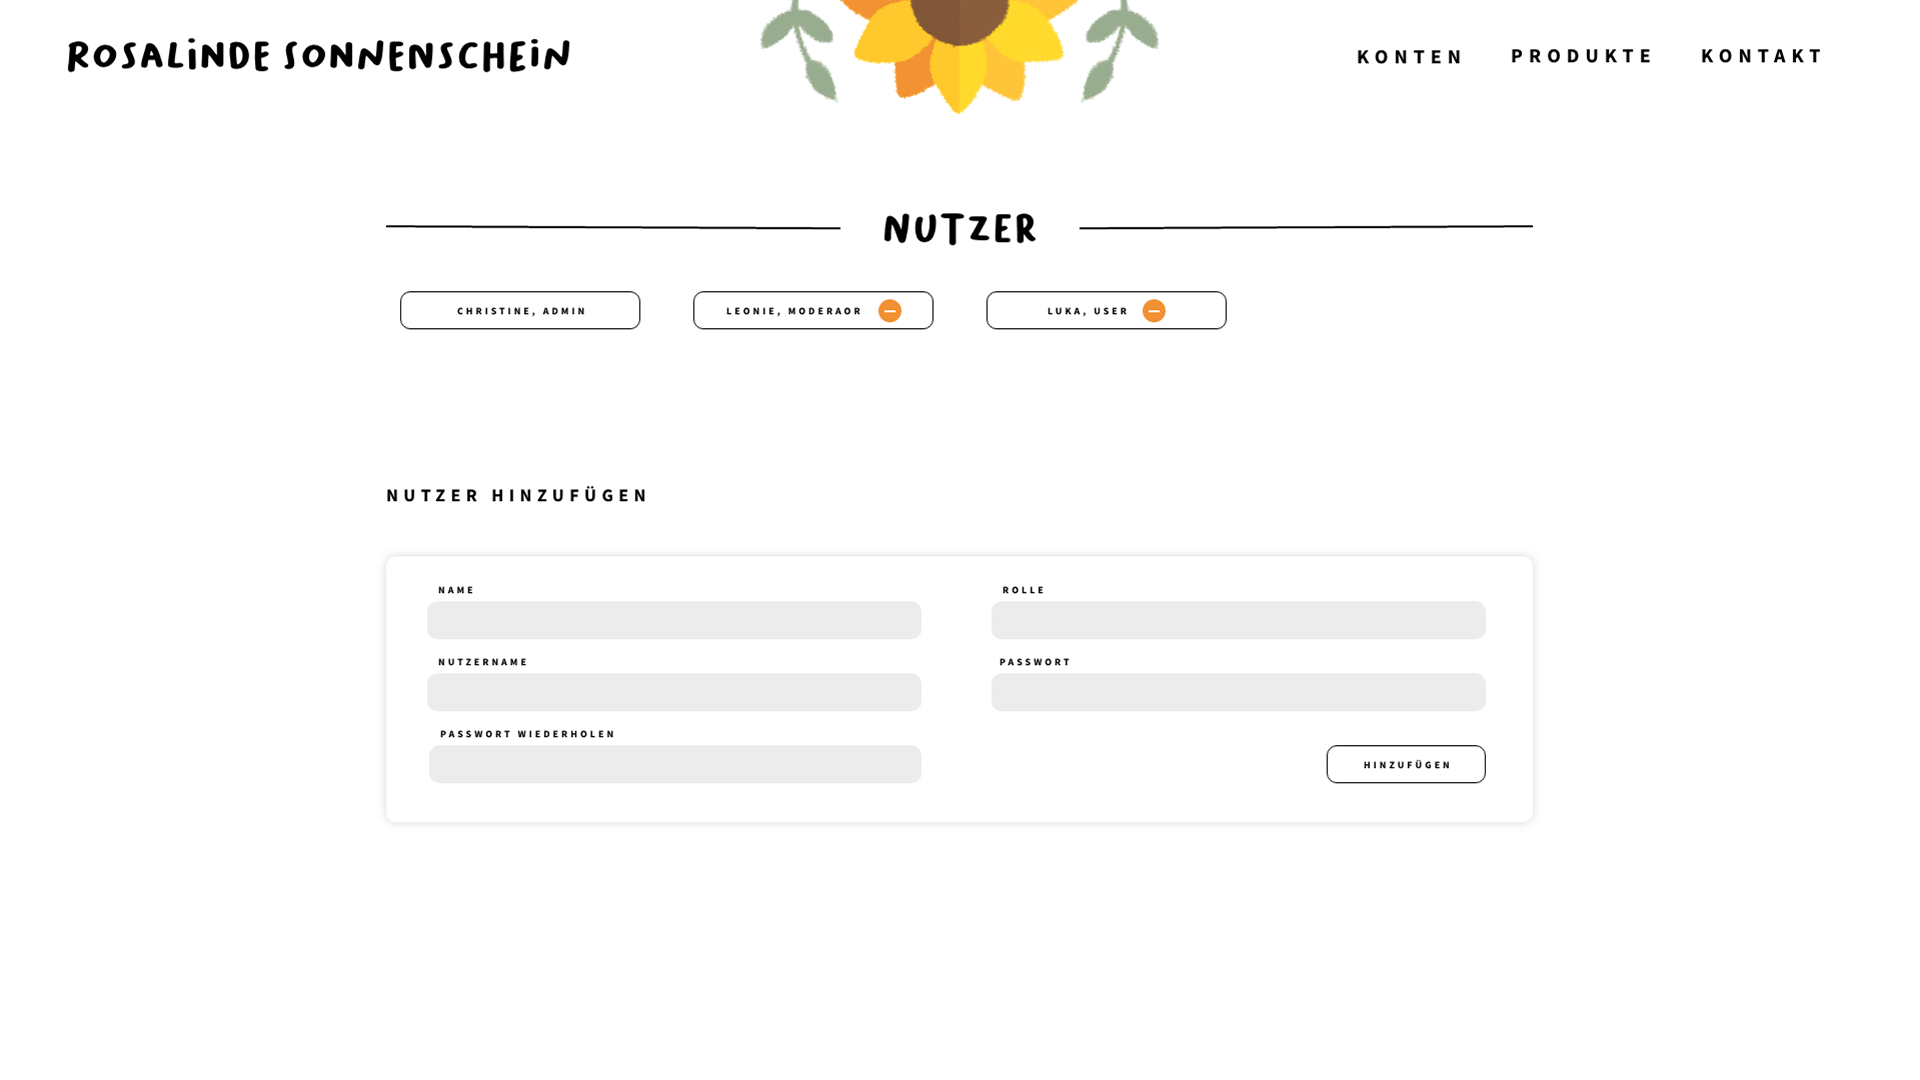 ROSALINDE SONNENSCHEIN
KONTEN PRODUKTE KONTAKT
NUTZER
CHRISTINE, ADMIN
LEONIE, MODERAOR
LUKA, USER
NUTZER HINZUFÜGEN
NAME
ROLLE
NUTZERNAME
PASSWORT
PASSWORT WIEDERHOLEN
HINZUFÜGEN